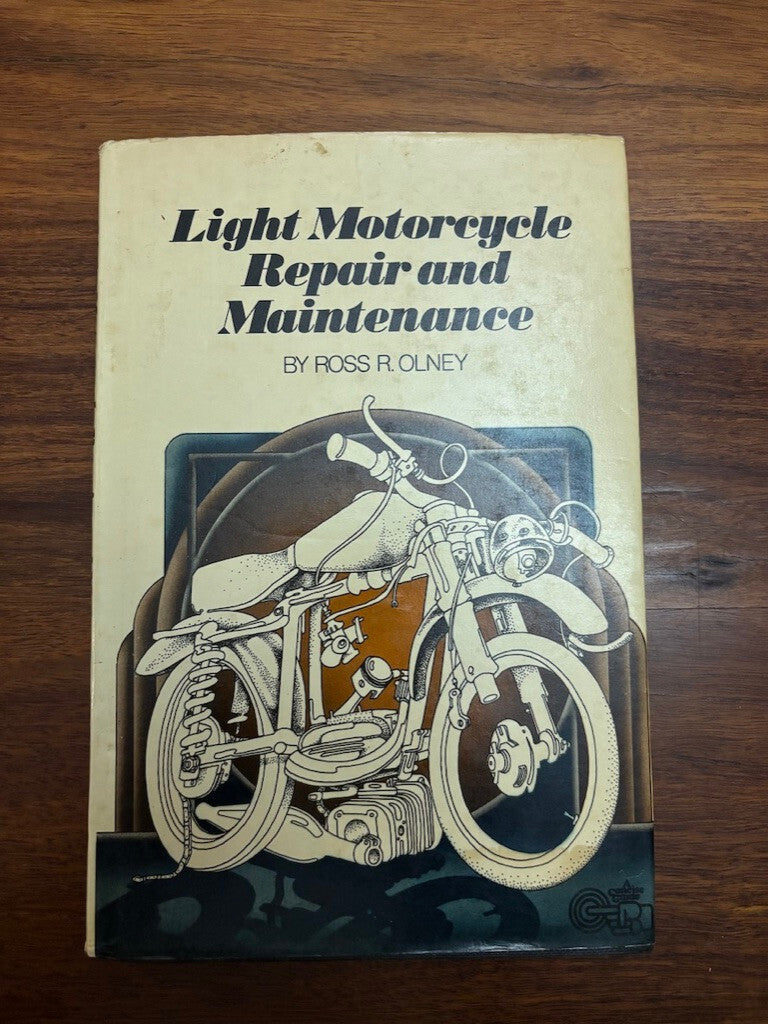 Light Motorcycle
Repair and
Maintenance
BY ROSS R. OLNEY